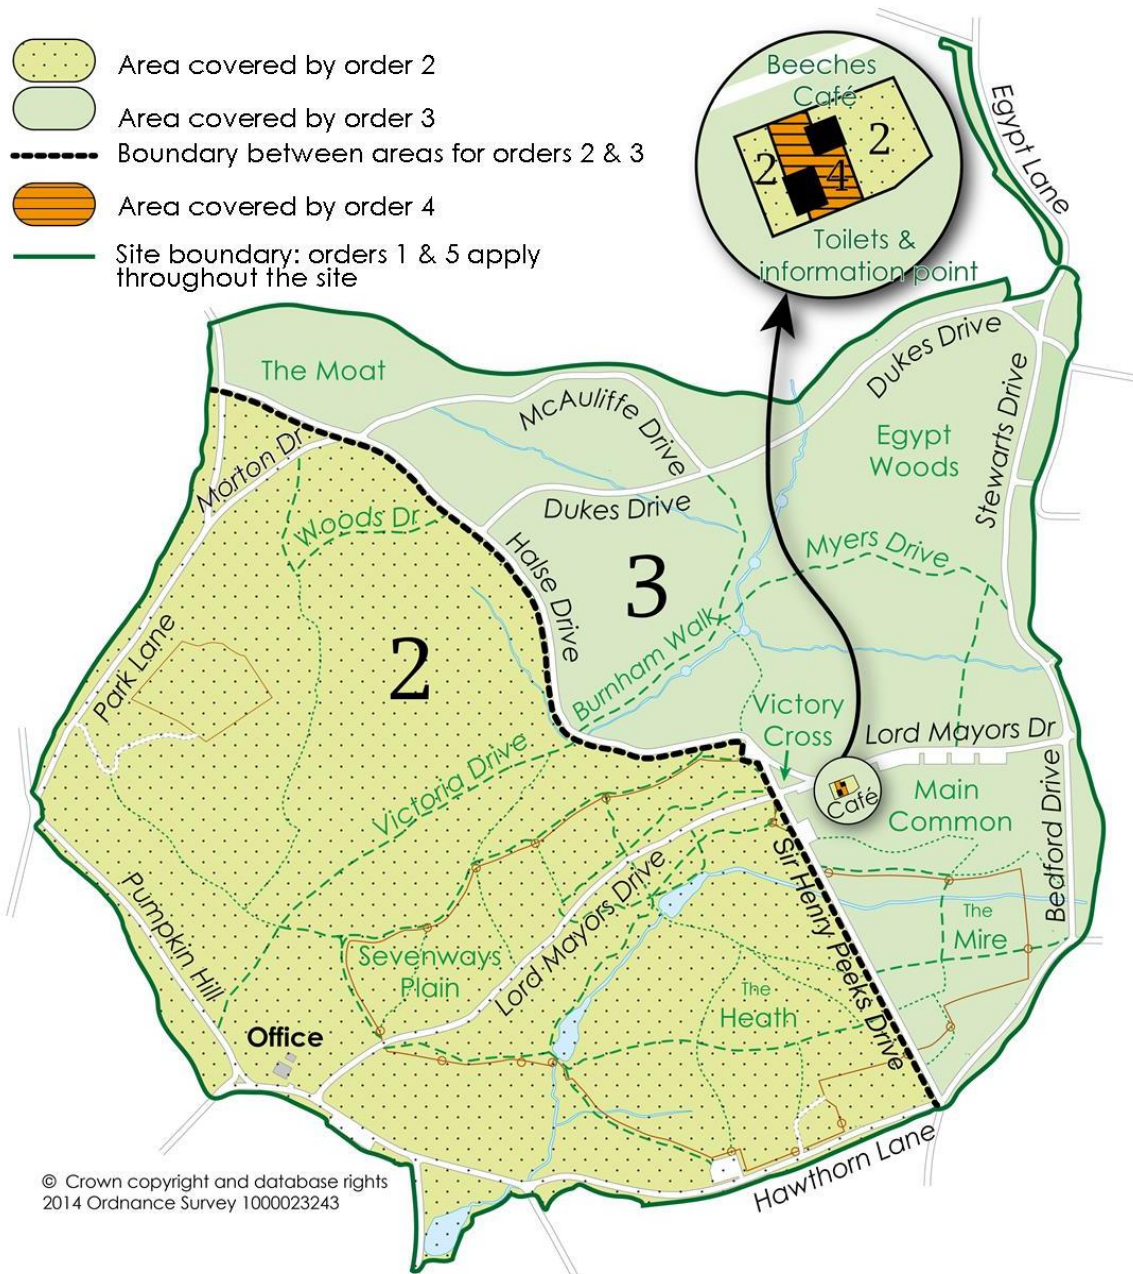 Area covered by order 2
Area covered by order 3
Boundary between areas for orders 2 & 3
Area covered by order 4
Site boundary: orders 1 & 5 apply
throughout the site
Beeches
Café
2
2
4
Toilets &
information point
Egypt Lane
The Moat
McAuliffe Drive
Dukes Drive
Dukes Drive
Egypt
Woods
Stewarts Drive
Morton Dr
Woods Dr
Halse Drive
Myers Drive
3
2
Burnham Walk
Park Lane
Victory
Cross
Lord Mayors Dr
Café
Main
Common
Victoria Drive
Bedford Drive
Sir Henry Peeks Drive
Pumpkin Hill
Lord Mayors Drive
The
Mire
Sevenways
Plain
The
Heath
Office
Hawthorn Lane
© Crown copyright and database rights
2014 Ordnance Survey 1000023243